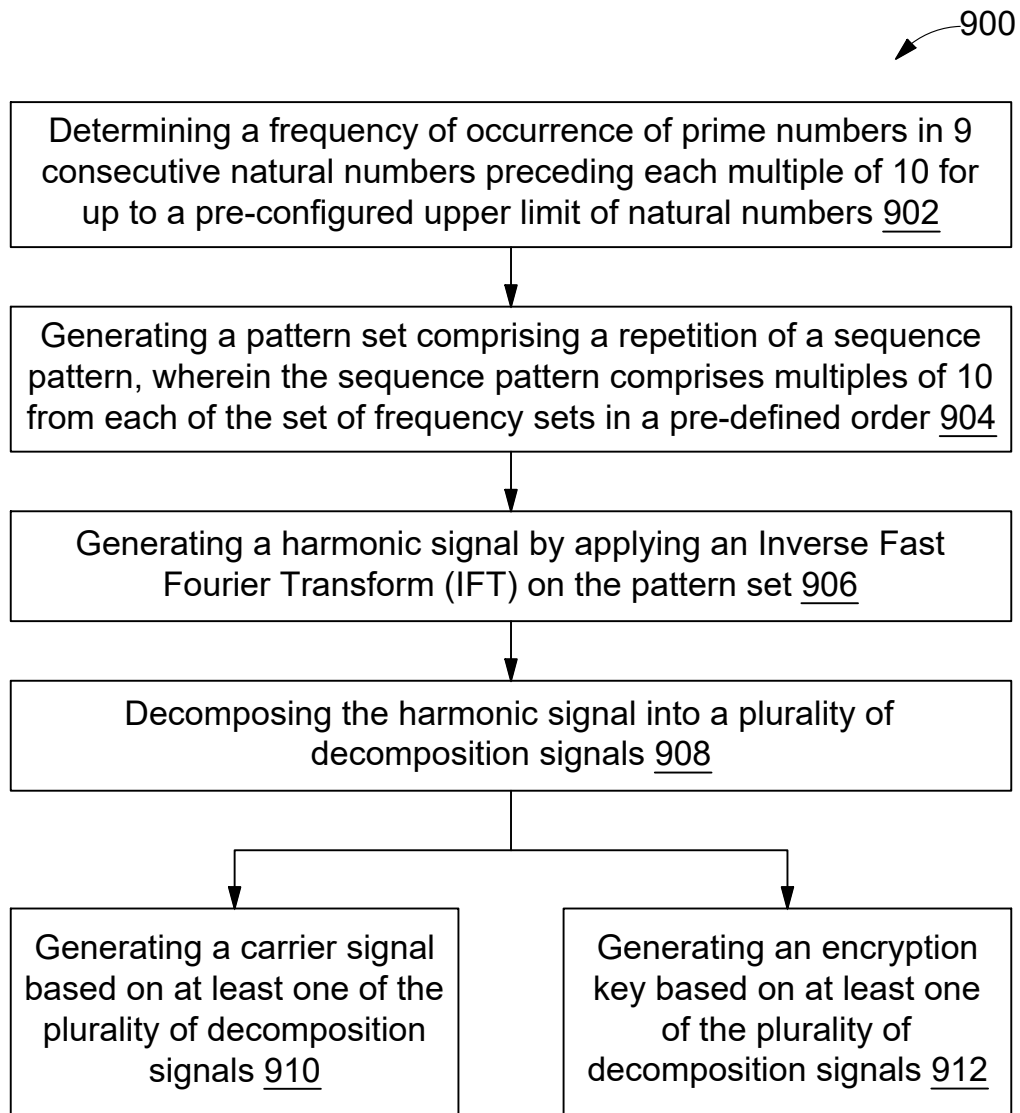 900
Determining a frequency of occurrence of prime numbers in 9
consecutive natural numbers preceding each multiple of 10 for
up to a pre-configured upper limit of natural numbers 902
Generating a pattern set comprising a repetition of a sequence
pattern, wherein the sequence pattern comprises multiples of 10
from each of the set of frequency sets in a pre-defined order 904
Generating a harmonic signal by applying an Inverse Fast
Fourier Transform (IFT) on the pattern set 906
Decomposing the harmonic signal into a plurality of
decomposition signals 908
Generating a carrier signal
based on at least one of the
plurality of decomposition
signals 910
Generating an encryption
key based on at least one
of the plurality of
decomposition signals 912